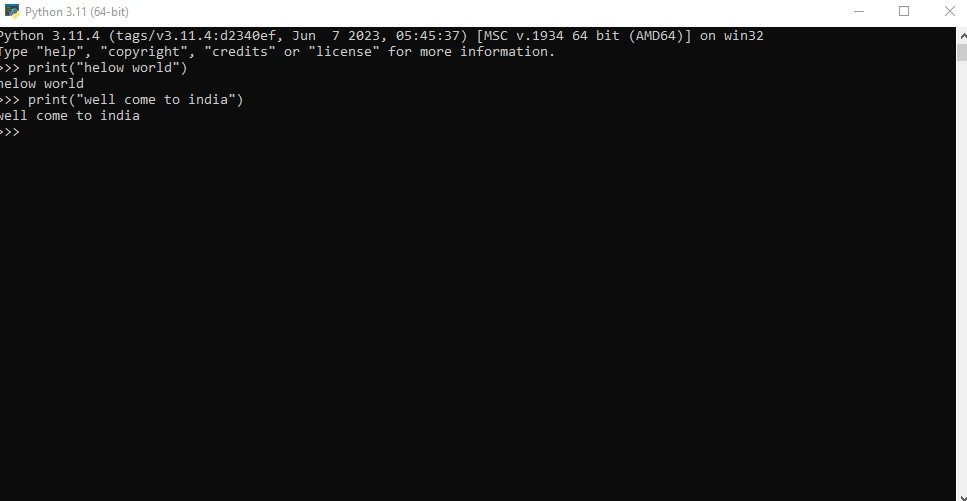 Python 3.11 (64-bit)
Python 3.11.4 (tags/v3.11.4:d2340ef, Jun  7 2023, 05:45:37) [MSC v.1934 64 bit (AMD64)] on win32
Type "help", "copyright", "credits" or "license" for more information.
>>> print("helow world")
helow world
>>> print("well come to india")
well come to india
>>>